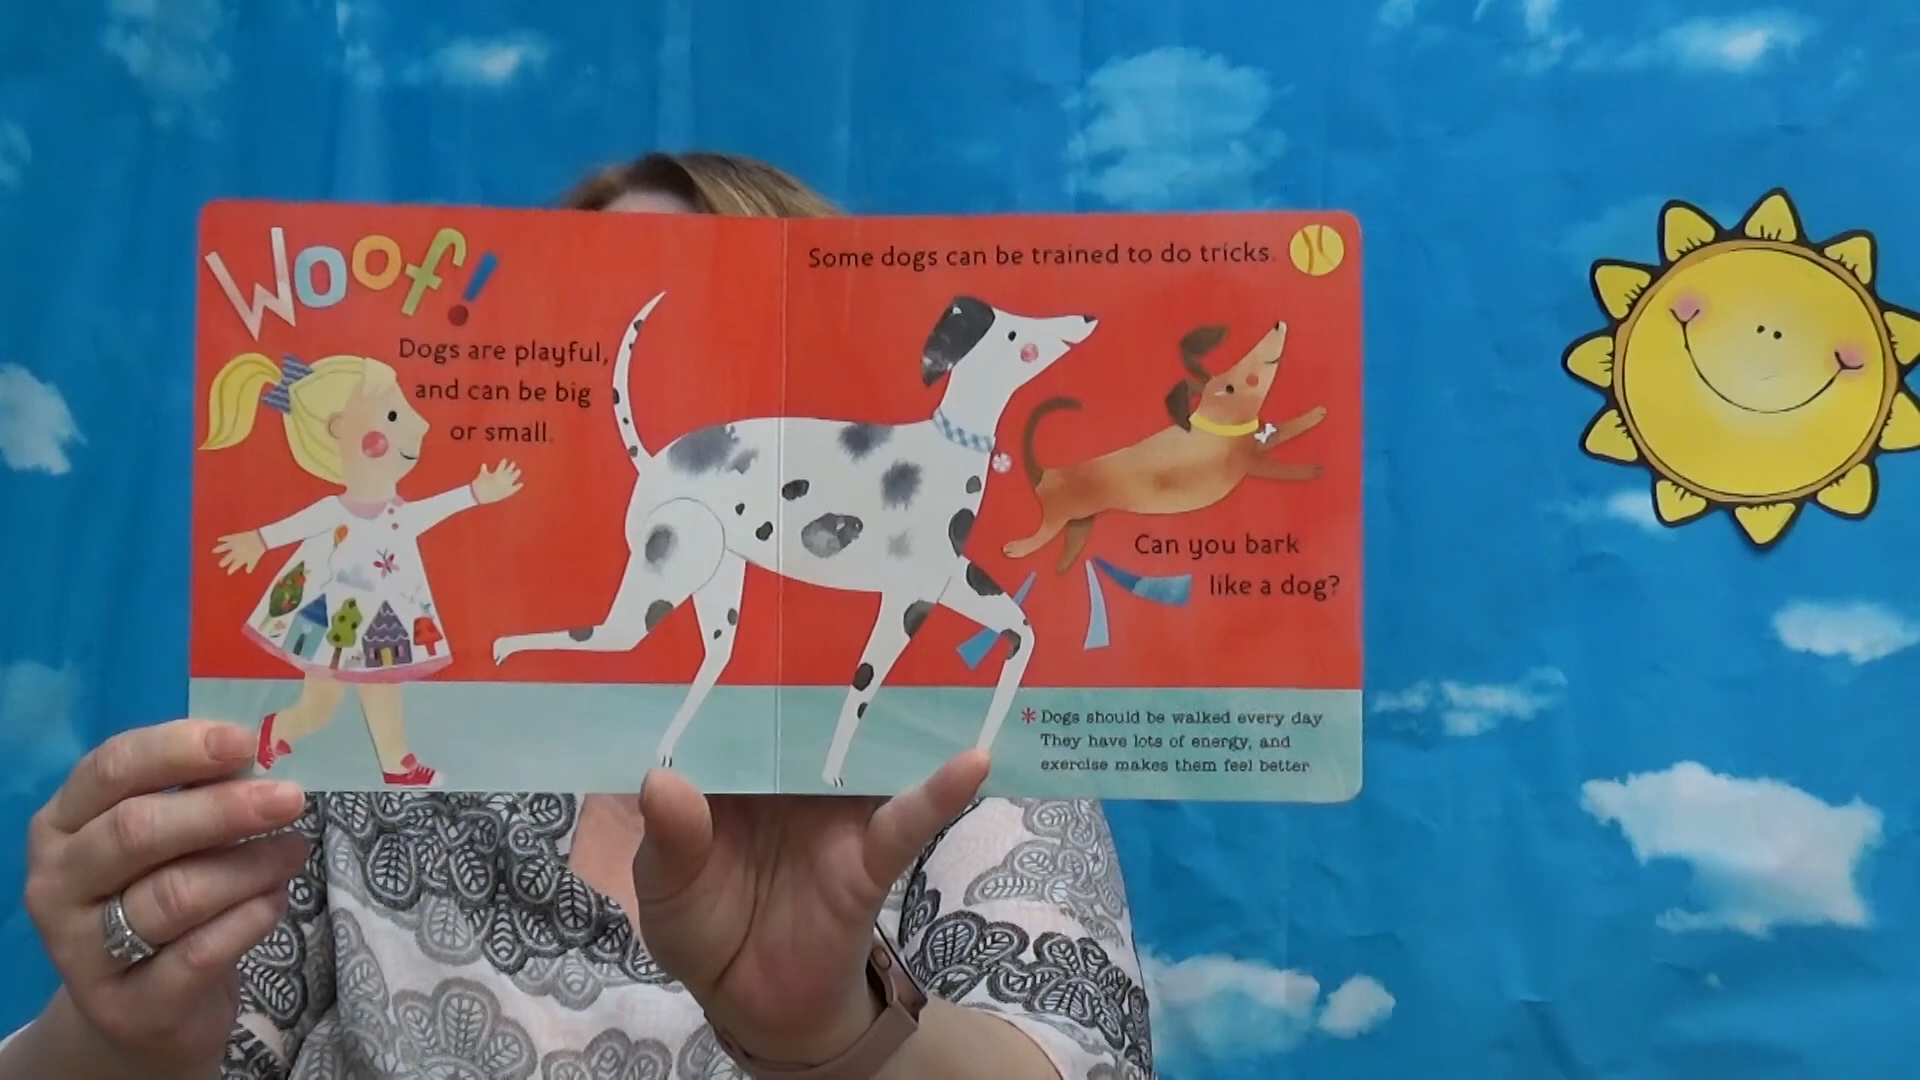 Woof!
Dogs are playful,
and can be big
or small.
Some dogs can be trained to do tricks.
Can you bark
like a dog?
* Dogs should be walked every day.
They have lots of energy, and
exercise makes them feel better.